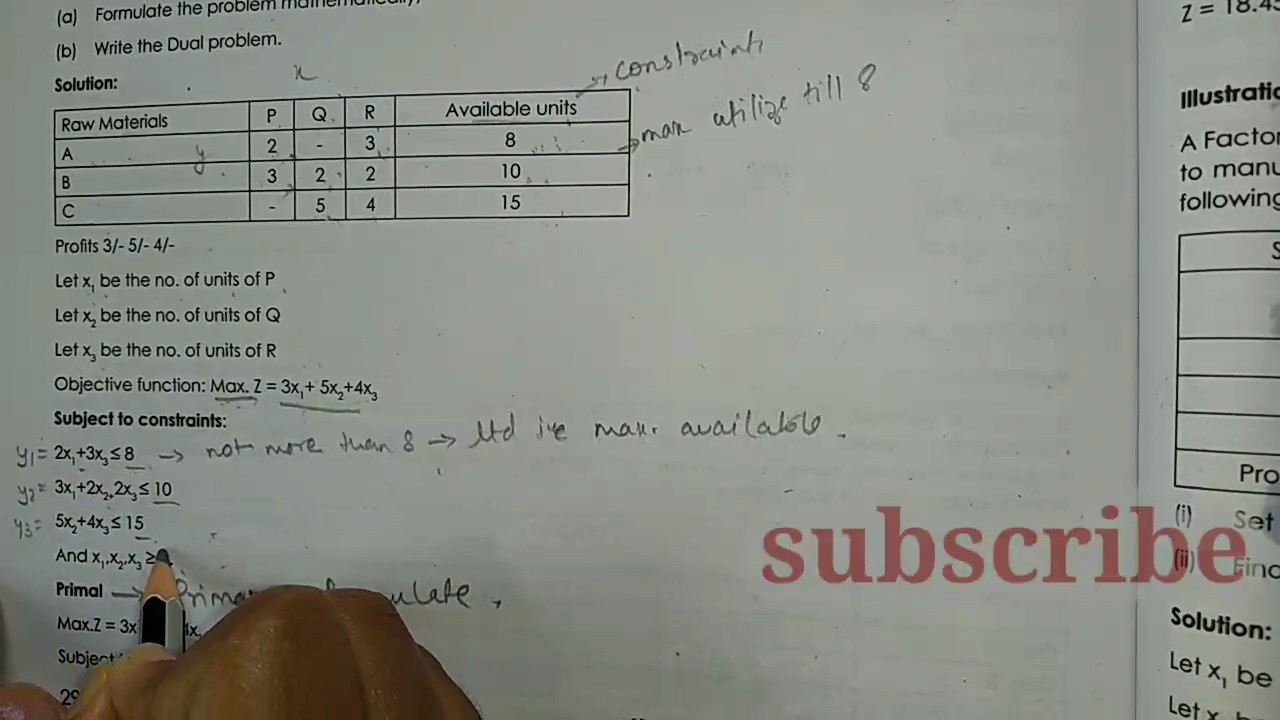 (a) Formulate the problem mathematically,
(b) Write the Dual problem.
Solution:
x
constraints
Raw Materials P Q R Available units
A 2 - 3 8
max utilize till 8
y
B 3 2 2 10
C - 5 4 15
Profits 3/- 5/- 4/-
Let x₁ be the no. of units of P
Let x₂ be the no. of units of Q
Let x₃ be the no. of units of R
Objective function: Max. Z = 3x₁+ 5x₂+4x₃
Subject to constraints:
y₁= 2x₁+3x₃ ≤ 8 → not more than 8 → Ltd i.e max. available.
y₂= 3x₁+2x₂,2x₃ ≤ 10
y₃= 5x₂+4x₃ ≤ 15
And x₁,x₂,x₃ ≥
Primal →
Max.Z = 3x
Subject
29
subscribe
Z = 18.45
Illustratio
A Factor
to manu
following
S
Pro
(i) Set
(ii) Find
Solution:
Let x₁ be
Let x